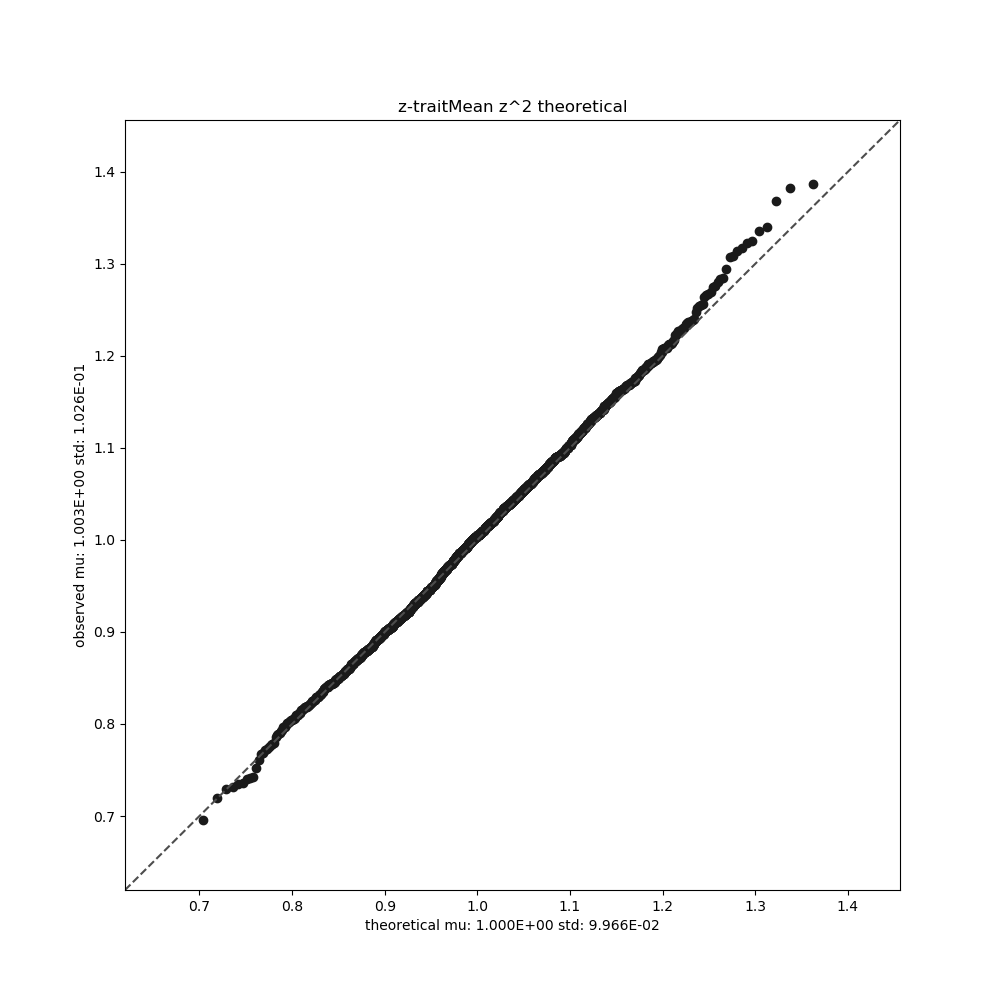 z-traitMean z^2 theoretical
observed mu: 1.003E+00 std: 1.026E-01
1.4
1.3
1.2
1.1
1.0
0.9
0.8
0.7
0.7 0.8 0.9 1.0 1.1 1.2 1.3 1.4
theoretical mu: 1.000E+00 std: 9.966E-02